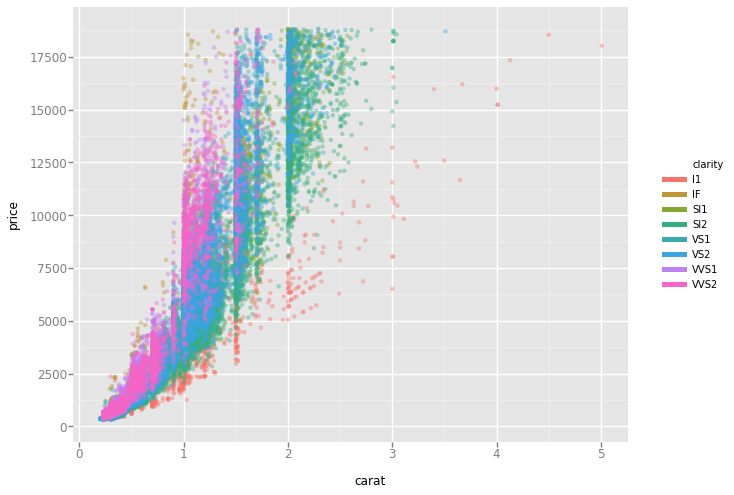 17500
15000
12500
10000
7500
5000
2500
0
price
0 1 2 3 4 5
carat
clarity
I1
IF
SI1
SI2
VS1
VS2
VVS1
VVS2